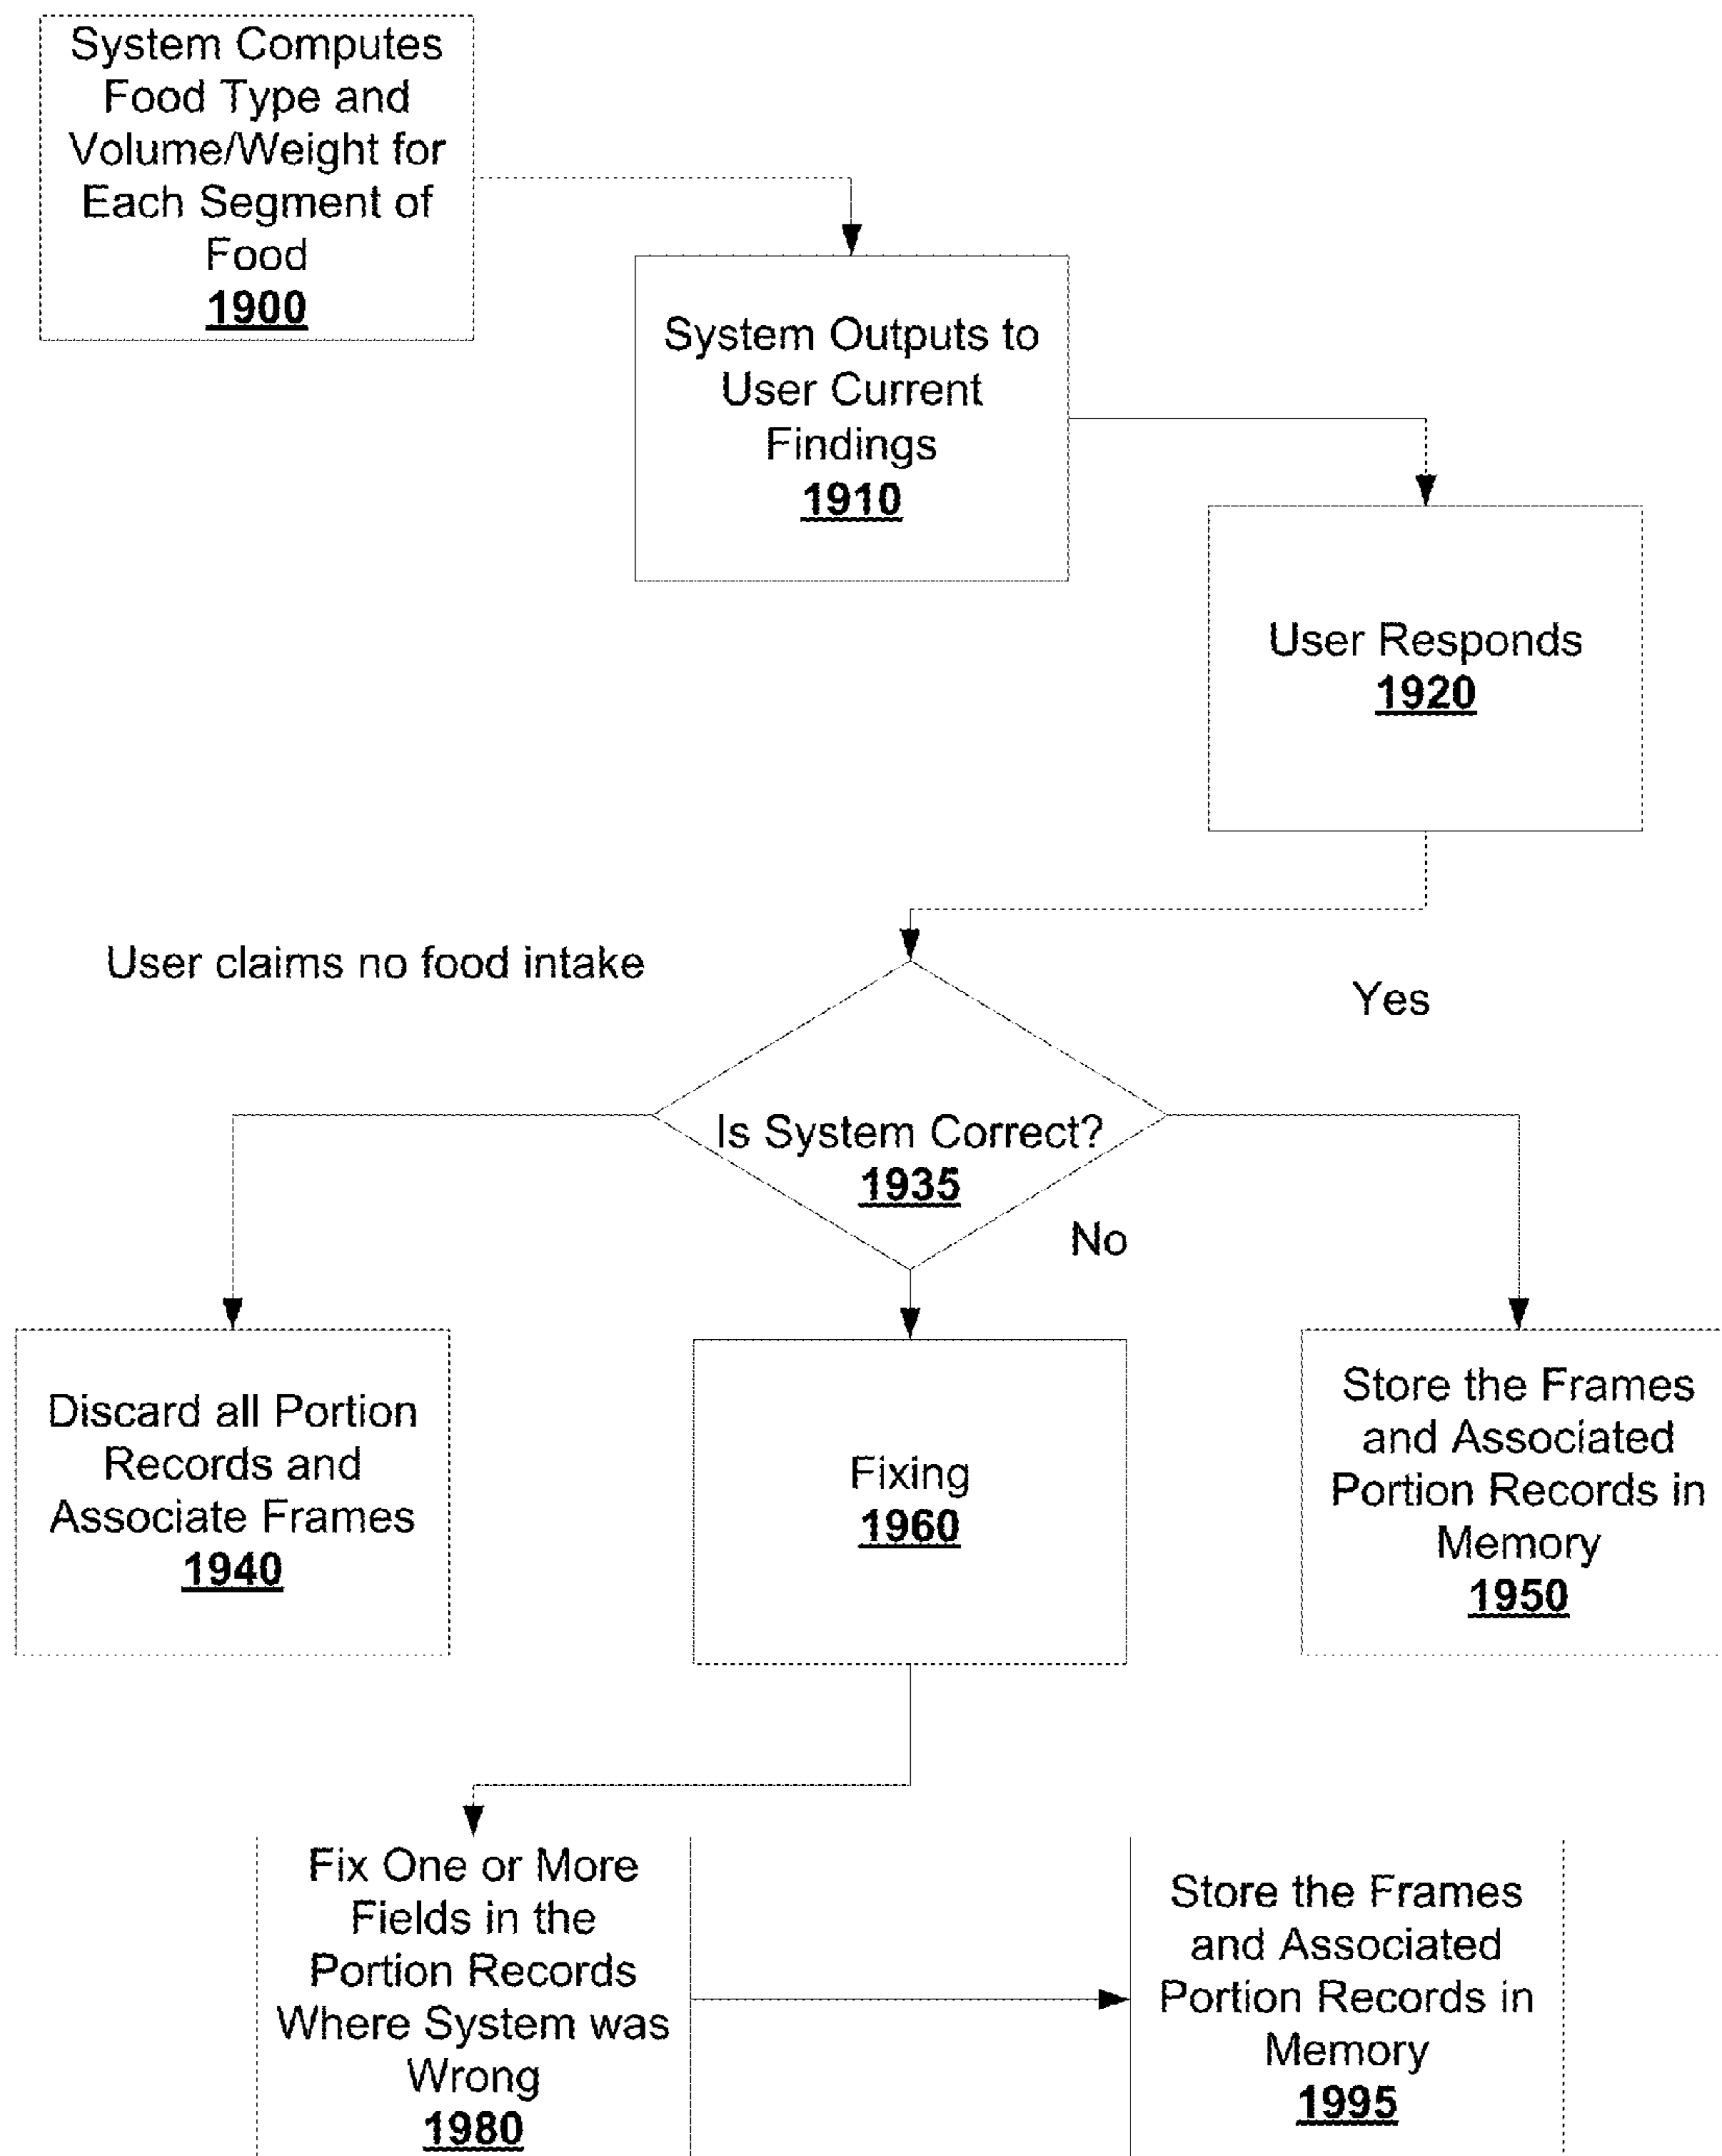 System Computes
Food Type and
Volume/Weight for
Each Segment of
Food
1900
System Outputs to
User Current
Findings
1910
User Responds
1920
User claims no food intake
Yes
Is System Correct?
1935
No
Discard all Portion
Records and
Associate Frames
1940
Fixing
1960
Store the Frames
and Associated
Portion Records in
Memory
1950
Fix One or More
Fields in the
Portion Records
Where System was
Wrong
1980
Store the Frames
and Associated
Portion Records in
Memory
1995